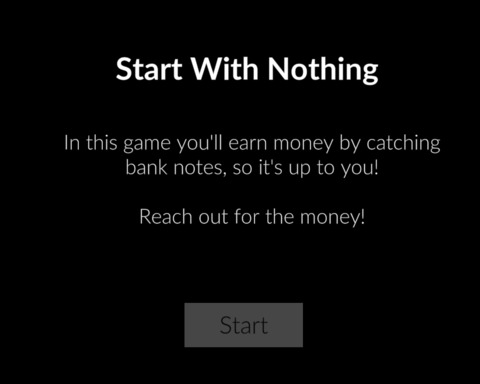 Start With Nothing
In this game you'll earn money by catching
bank notes, so it's up to you!
Reach out for the money!
Start